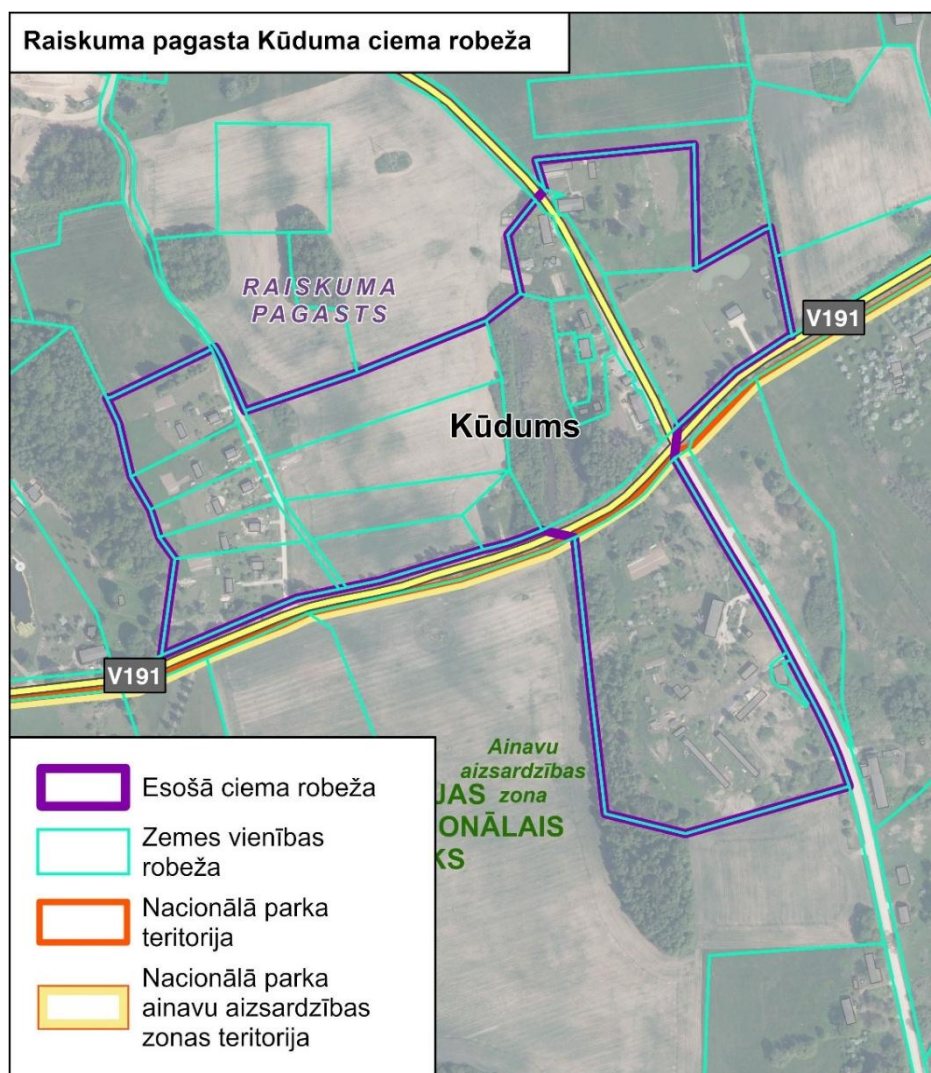 Raiskuma pagasta Kūduma ciema robeža
RAISKUMA
PAGASTS
V191
Kūdums
V191
Ainavu
aizsardzības
zona
JAS
ONĀLAIS
KS
Esošā ciema robeža
Zemes vienības
robeža
Nacionālā parka
teritorija
Nacionālā parka
ainavu aizsardzības
zonas teritorija